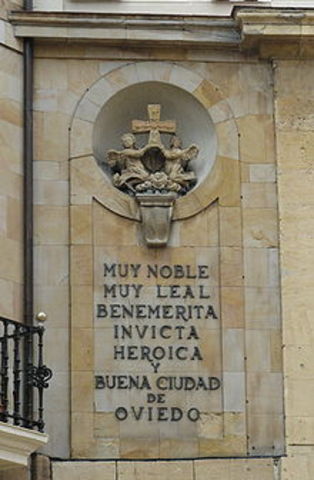 MUY NOBLE
MUY LEAL
BENEMERITA
INVICTA
HEROICA
Y
BUENA CIUDAD
DE
OVIEDO